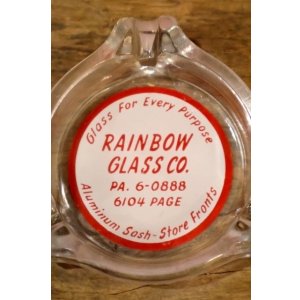 Glass For Every Purpose
RAINBOW
GLASS CO.
PA. 6-0888
6104 PAGE
Aluminum Sash-Store Fronts